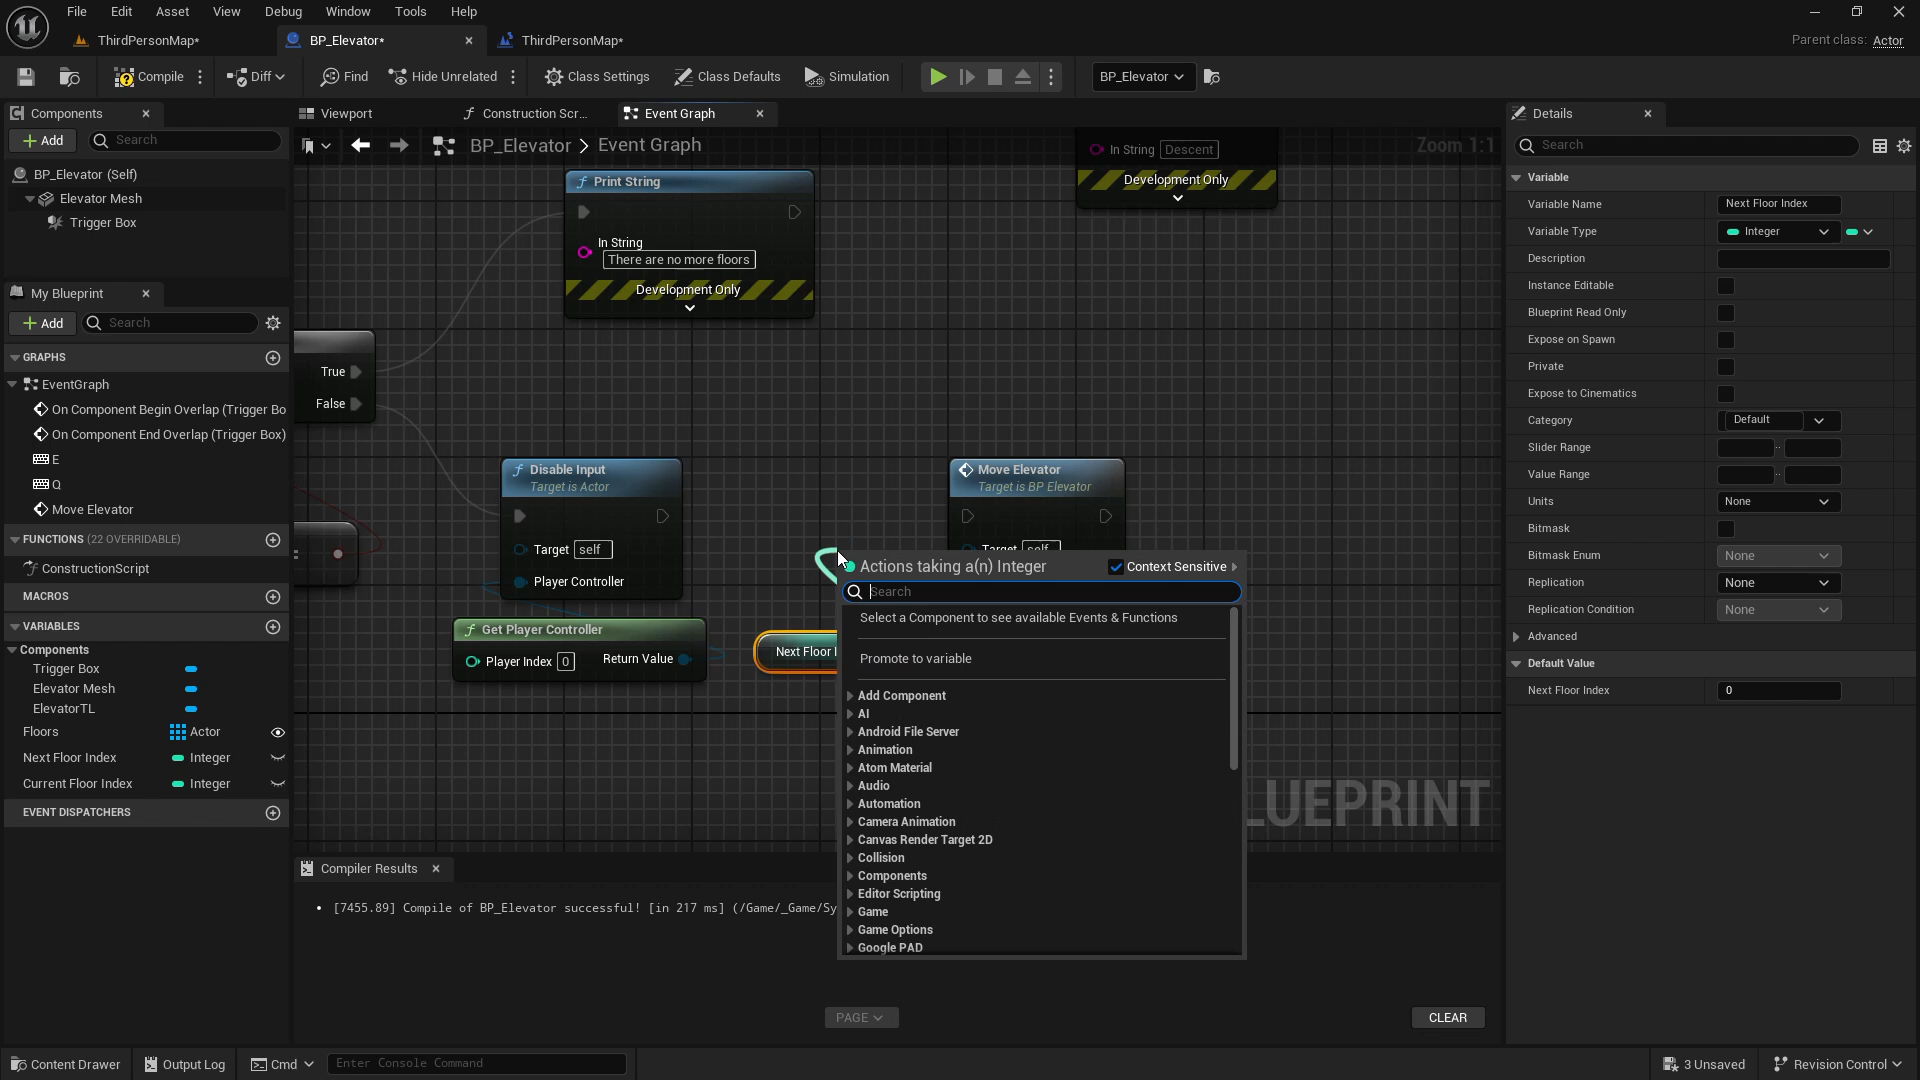 File Edit Asset View Debug Window Tools Help
ThirdPersonMap* BP_Elevator* ThirdPersonMap* Parent class: Actor
Compile Diff Find Hide Unrelated Class Settings Class Defaults Simulation BP_Elevator
Components
Add Search
BP_Elevator (Self)
Elevator Mesh
Trigger Box
My Blueprint
Add Search
GRAPHS
EventGraph
On Component Begin Overlap (Trigger Bo
On Component End Overlap (Trigger Box)
E
Q
Move Elevator
FUNCTIONS (22 OVERRIDABLE)
ConstructionScript
MACROS
VARIABLES
Components
Trigger Box
Elevator Mesh
ElevatorTL
Floors Actor
Next Floor Index Integer
Current Floor Index Integer
EVENT DISPATCHERS
Viewport Construction Scr... Event Graph
BP_Elevator > Event Graph Zoom 1:1
Print String
In String
There are no more floors
Development Only
In String Descent
Development Only
True
False
Disable Input
Target is Actor
Target self
Player Controller
Get Player Controller
Player Index 0 Return Value
Move Elevator
Target is BP Elevator
Target self
Next Floor I
Actions taking a(n) Integer Context Sensitive
Search
Select a Component to see available Events & Functions
Promote to variable
Add Component
AI
Android File Server
Animation
Atom Material
Audio
Automation
Camera Animation
Canvas Render Target 2D
Collision
Components
Editor Scripting
Game
Game Options
Google PAD
LUEPRINT
Compiler Results
[7455.89] Compile of BP_Elevator successful! [in 217 ms] (/Game/_Game/Sy
PAGE CLEAR
Details
Search
Variable
Variable Name Next Floor Index
Variable Type Integer
Description
Instance Editable
Blueprint Read Only
Expose on Spawn
Private
Expose to Cinematics
Category Default
Slider Range ..
Value Range ..
Units None
Bitmask
Bitmask Enum None
Replication None
Replication Condition None
Advanced
Default Value
Next Floor Index 0
Content Drawer Output Log Cmd Enter Console Command 3 Unsaved Revision Control